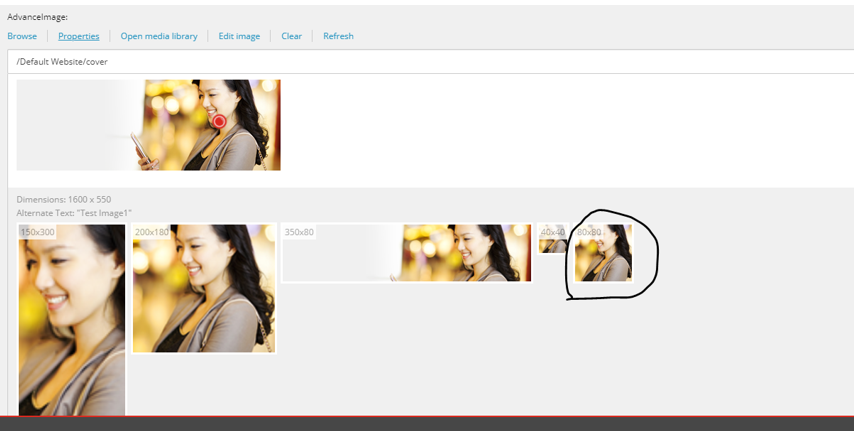 AdvanceImage:
Browse Properties Open media library Edit image Clear Refresh
/Default Website/cover
Dimensions: 1600 x 550
Alternate Text: "Test Image1"
150x300 200x180 350x80 40x40 80x80